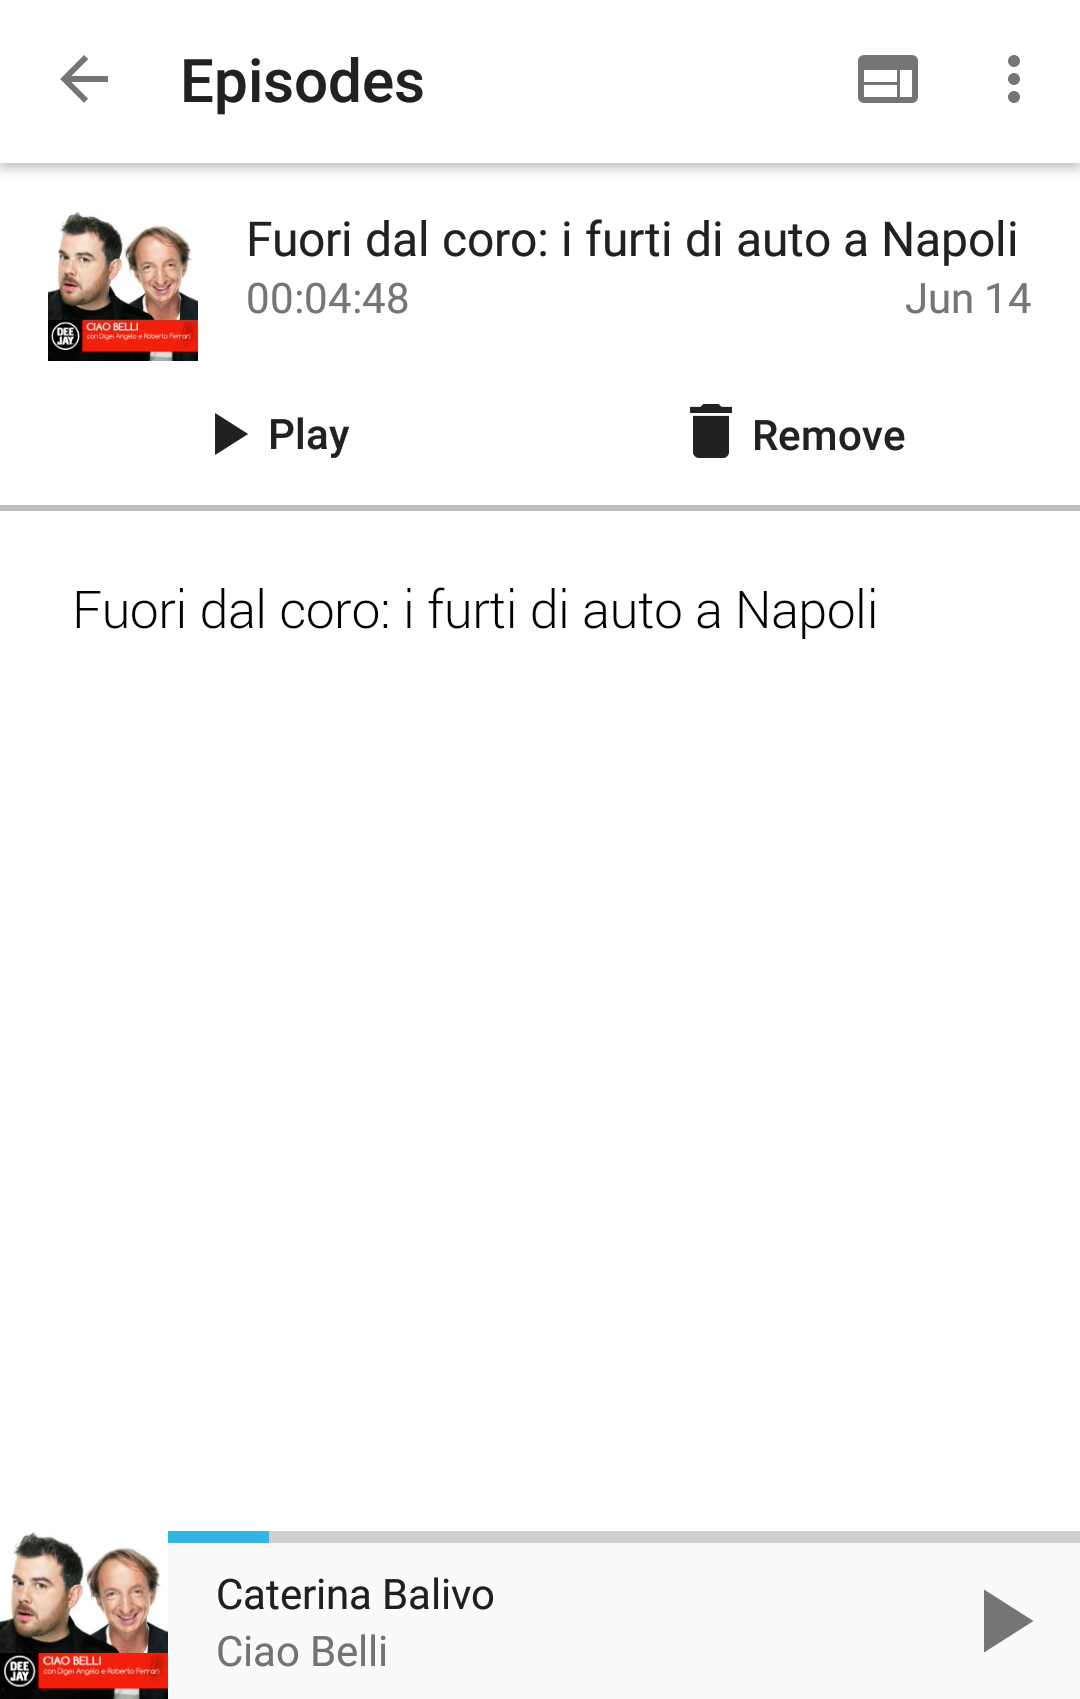 Episodes
Fuori dal coro: i furti di auto a Napoli
00:04:48 Jun 14
DEE JAY
CIAO BELLI
con Digei Angelo e Roberto Ferrari
Play Remove
Fuori dal coro: i furti di auto a Napoli
Caterina Balivo
Ciao Belli
DEE JAY
CIAO BELLI
con Digei Angelo e Roberto Ferrari